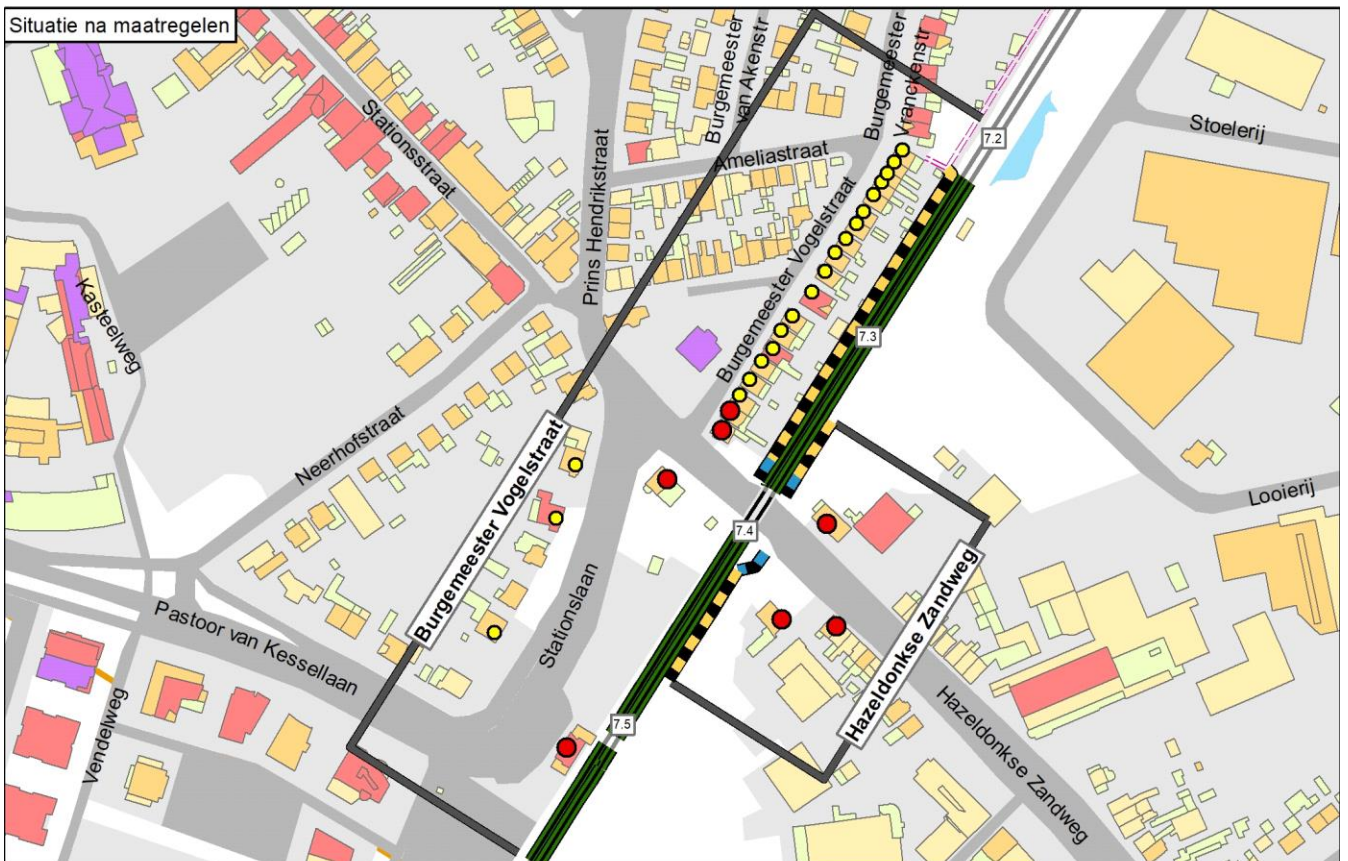 Situatie na maatregelen
Burgemeester
van Akenstr
Burgemeester
Vranckenstr
Stationsstraat
Prins Hendrikstraat
Ameliastraat
7.2
Stoelerij
Kasteelweg
Burgemeester Vogelstraat
7.3
Neerhofstraat
Burgemeester Vogelstraat
Looierij
7.4
Pastoor van Kessellaan
Stationslaan
Hazeldonkse Zandweg
Vendelweg
7.5
Hazeldonkse Zandweg